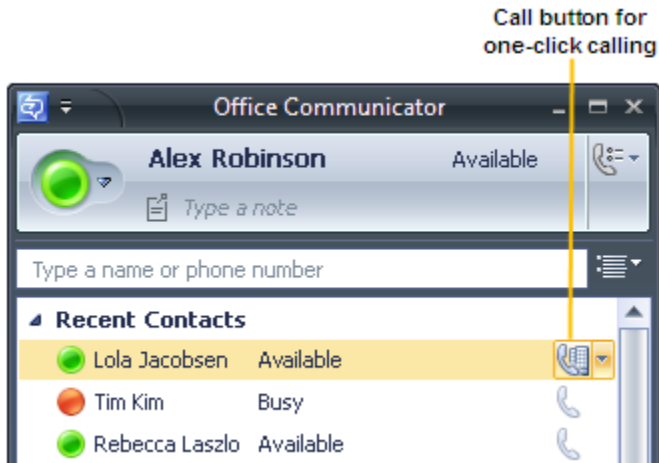 Call button for
one-click calling
Office Communicator
Alex Robinson Available
Type a note
Type a name or phone number
Recent Contacts
Lola Jacobsen Available
Tim Kim Busy
Rebecca Laszlo Available